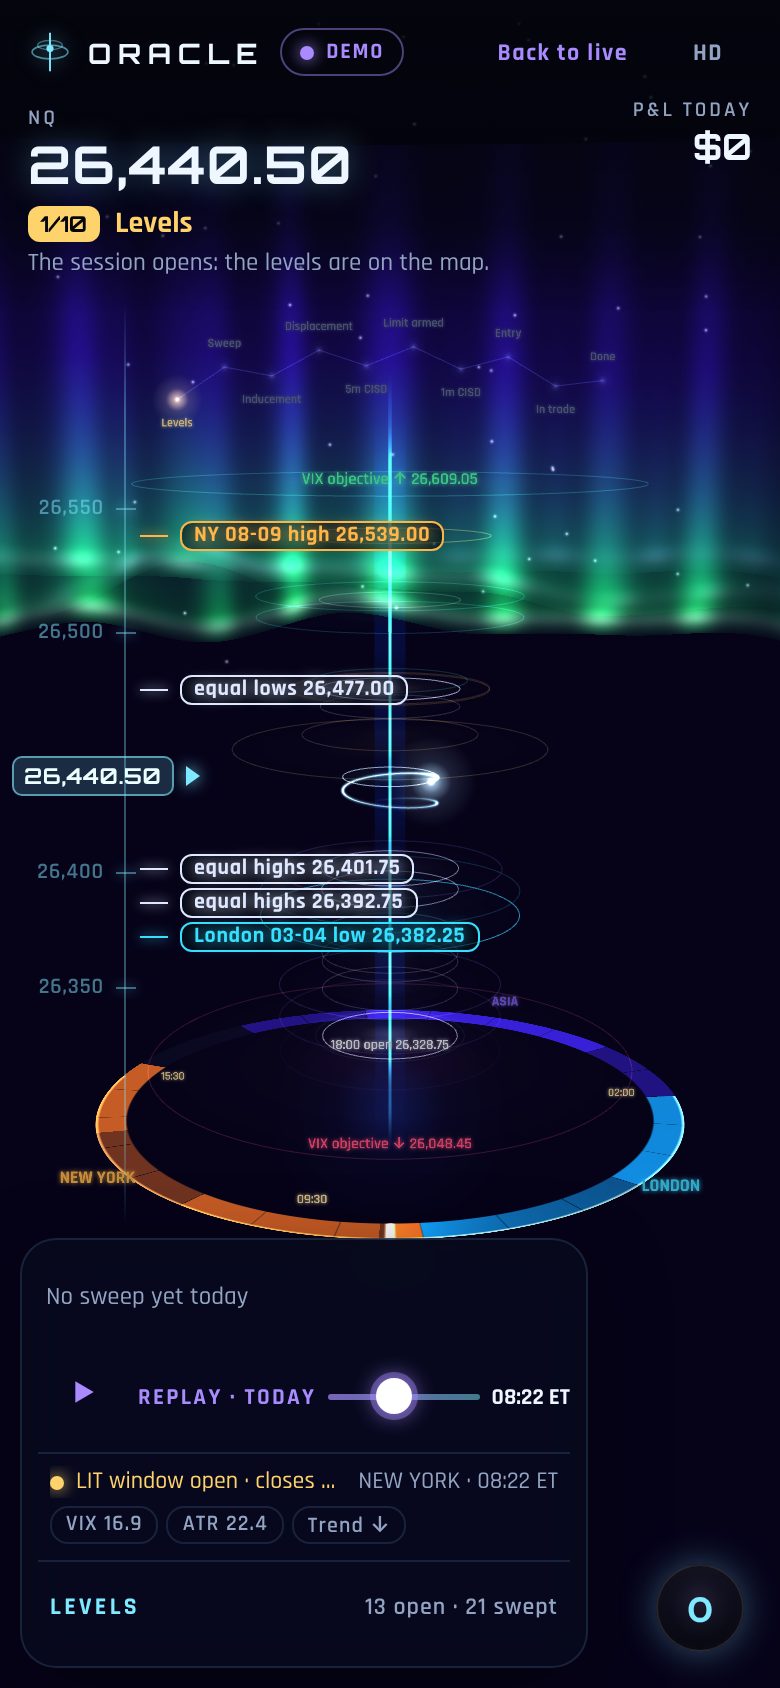 ORACLE
DEMO
Back to live
HD
NQ
P&L TODAY
26,440.50
$0
1/10 Levels
The session opens: the levels are on the map.
Displacement
Limit armed
Entry
Sweep
Done
5m CISD
1m CISD
Inducement
In trade
Levels
VIX objective ↑ 26,609.05
26,550
NY 08-09 high 26,539.00
26,500
equal lows 26,477.00
26,440.50
26,400
equal highs 26,401.75
equal highs 26,392.75
London 03-04 low 26,382.25
26,350
ASIA
18:00 open 26,328.75
15:30
02:00
VIX objective ↓ 26,048.45
NEW YORK
LONDON
09:30
No sweep yet today
REPLAY · TODAY
08:22 ET
LIT window open · closes ...
NEW YORK · 08:22 ET
VIX 16.9
ATR 22.4
Trend ↓
LEVELS
13 open · 21 swept
O